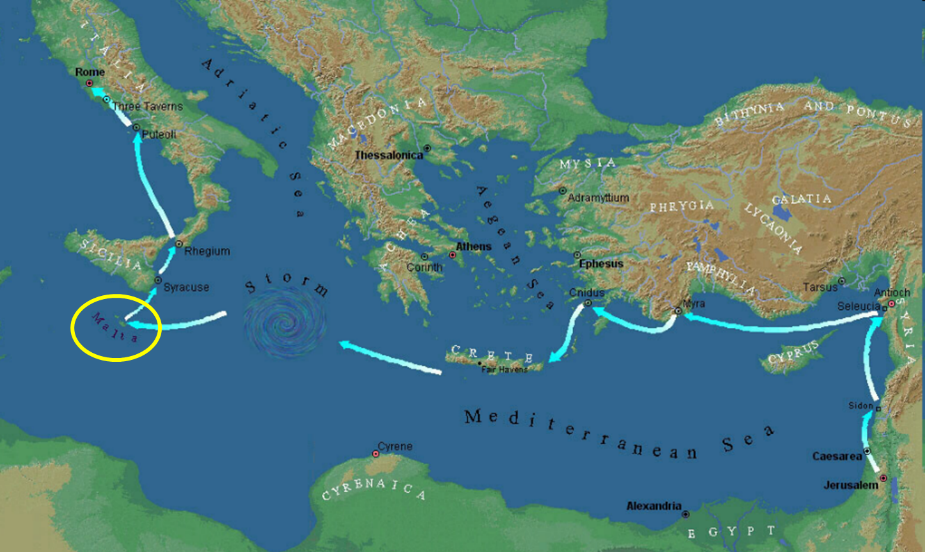 ITALIA
Rome
Three Taverns
Puteoli
Adriatic Sea
MACEDONIA
Thessalonica
BITHYNIA AND PONTUS
MYSIA
Adramyttium
PHRYGIA
GALATIA
LYCAONIA
Aegean Sea
ACHIA
Athens
Corinth
Ephesus
PAMPHYLIA
Tarsus
Antioch
Seleucia
SYRIA
Rhegium
SICILIA
Syracuse
Storm
Malta
Cnidus
Myra
CRETE
Fair Havens
CYPRUS
Sidon
Mediterranean Sea
Cyrene
CYRENAICA
Caesarea
Jerusalem
Alexandria
EGYPT